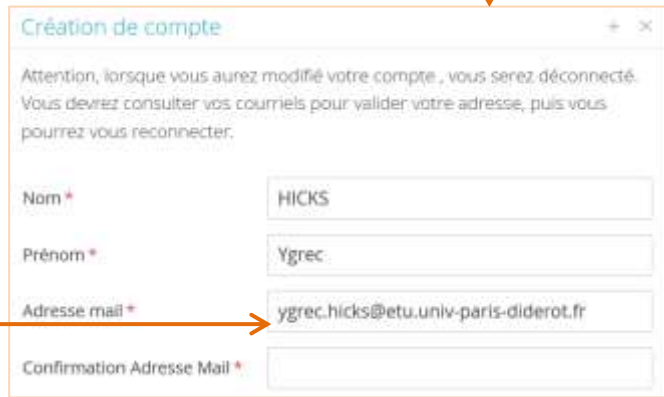 Création de compte + ×
Attention, lorsque vous aurez modifié votre compte , vous serez déconnecté.
Vous devrez consulter vos courriels pour valider votre adresse, puis vous
pourrez vous reconnecter.
Nom * HICKS
Prénom * Ygrec
Adresse mail * ygrec.hicks@etu.univ-paris-diderot.fr
Confirmation Adresse Mail *